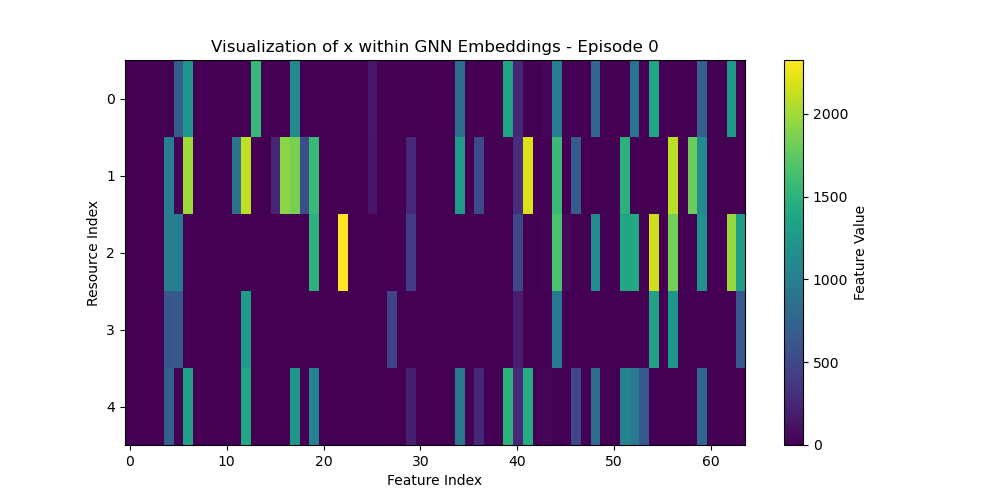 Visualization of x within GNN Embeddings - Episode 0
Resource Index
0
1
2
3
4
0 10 20 30 40 50 60
Feature Index
2000
1500
1000
500
0
Feature Value